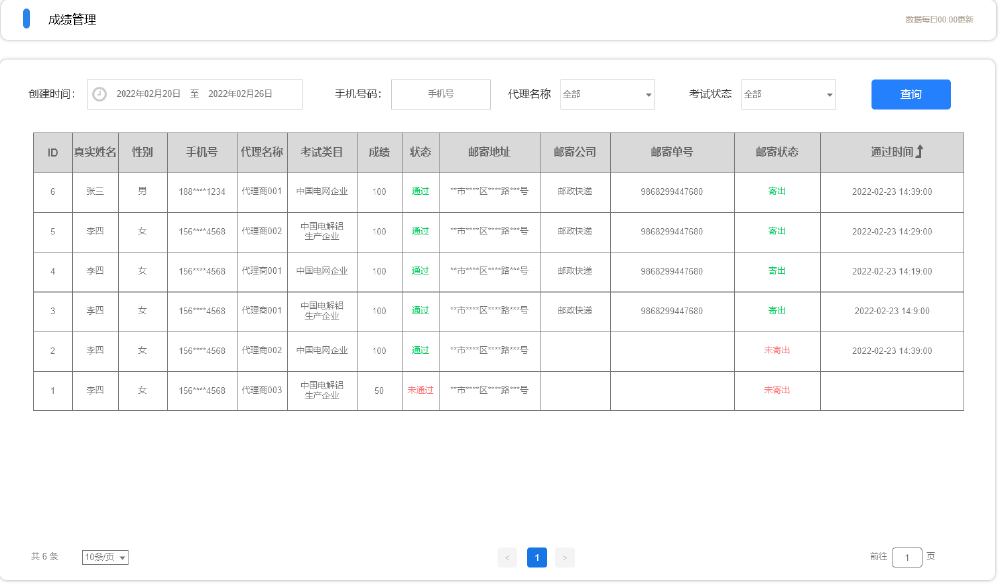 成绩管理
数据每日00:00更新
创建时间： 2022年02月20日 至 2022年02月26日 手机号码： 手机号 代理名称 全部 考试状态 全部 查询
ID 真实姓名 性别 手机号 代理名称 考试类目 成绩 状态 邮寄地址 邮寄公司 邮寄单号 邮寄状态 通过时间
6 张三 男 188****1234 代理商001 中国电网企业 100 通过 **市****区****路***号 邮政快递 9868299447680 寄出 2022-02-23 14:39:00
5 李四 女 156****4568 代理商002 中国电解铝 100 通过 **市****区****路***号 邮政快递 9868299447680 寄出 2022-02-23 14:29:00
生产企业
4 李四 女 156****4568 代理商001 中国电网企业 100 通过 **市****区****路***号 邮政快递 9868299447680 寄出 2022-02-23 14:19:00
3 李四 女 156****4568 代理商001 中国电解铝 100 通过 **市****区****路***号 邮政快递 9868299447680 寄出 2022-02-23 14:9:00
生产企业
2 李四 女 156****4568 代理商002 中国电网企业 100 通过 **市****区****路***号 未寄出 2022-02-23 14:39:00
1 李四 女 156****4568 代理商003 中国电解铝 50 未通过 **市****区****路***号 未寄出
生产企业
共 6 条 10条/页 < 1 > 前往 1 页